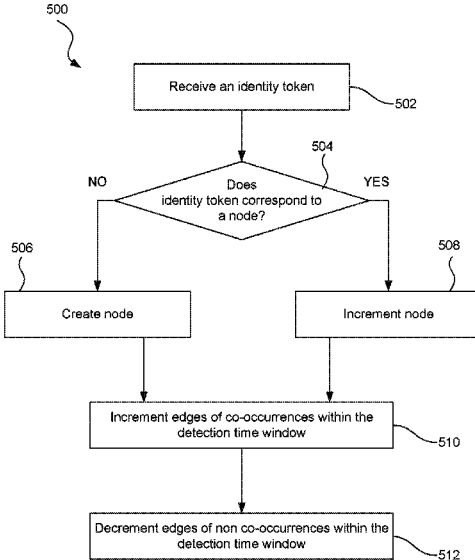 500
Receive an identity token
502
504
NO
Does
identity token correspond to
a node?
YES
506
508
Create node
Increment node
Increment edges of co-occurrences within the
detection time window
510
Decrement edges of non co-occurrences within the
detection time window
512